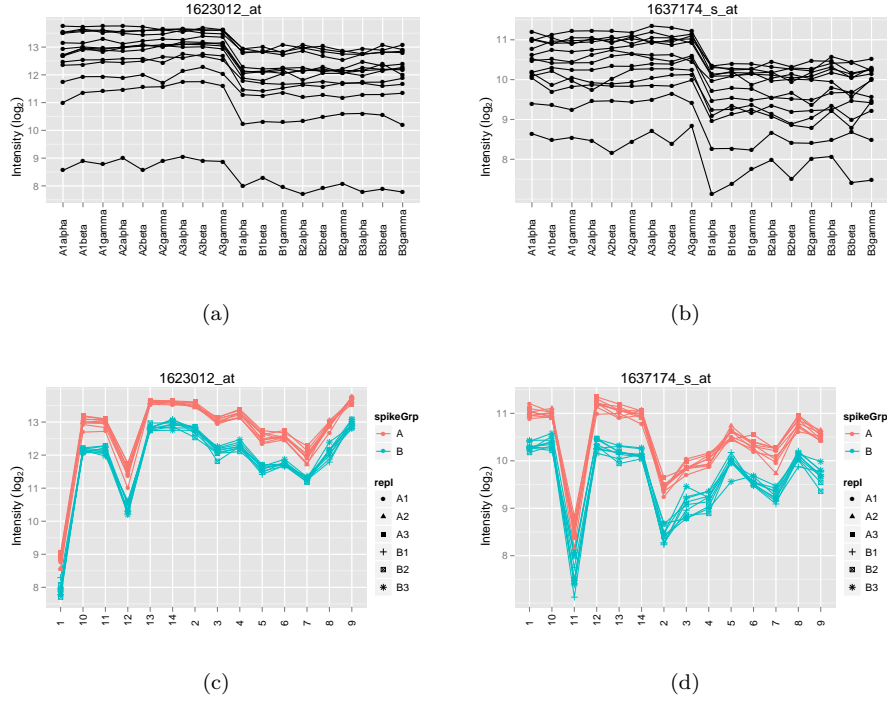 1623012_at
Intensity (log2)
13
12
11
10
9
8
A1alpha
A1beta
A1gamma
A2alpha
A2beta
A2gamma
A3alpha
A3beta
A3gamma
B1alpha
B1beta
B1gamma
B2alpha
B2beta
B2gamma
B3alpha
B3beta
B3gamma
(a)
1637174_s_at
Intensity (log2)
11
10
9
8
A1alpha
A1beta
A1gamma
A2alpha
A2beta
A2gamma
A3alpha
A3beta
A3gamma
B1alpha
B1beta
B1gamma
B2alpha
B2beta
B2gamma
B3alpha
B3beta
B3gamma
(b)
1623012_at
Intensity (log2)
13
12
11
10
9
8
1
10
11
12
13
14
2
3
4
5
6
7
8
9
spikeGrp
A
B
repl
A1
A2
A3
B1
B2
B3
(c)
1637174_s_at
Intensity (log2)
11
10
9
8
1
10
11
12
13
14
2
3
4
5
6
7
8
9
spikeGrp
A
B
repl
A1
A2
A3
B1
B2
B3
(d)